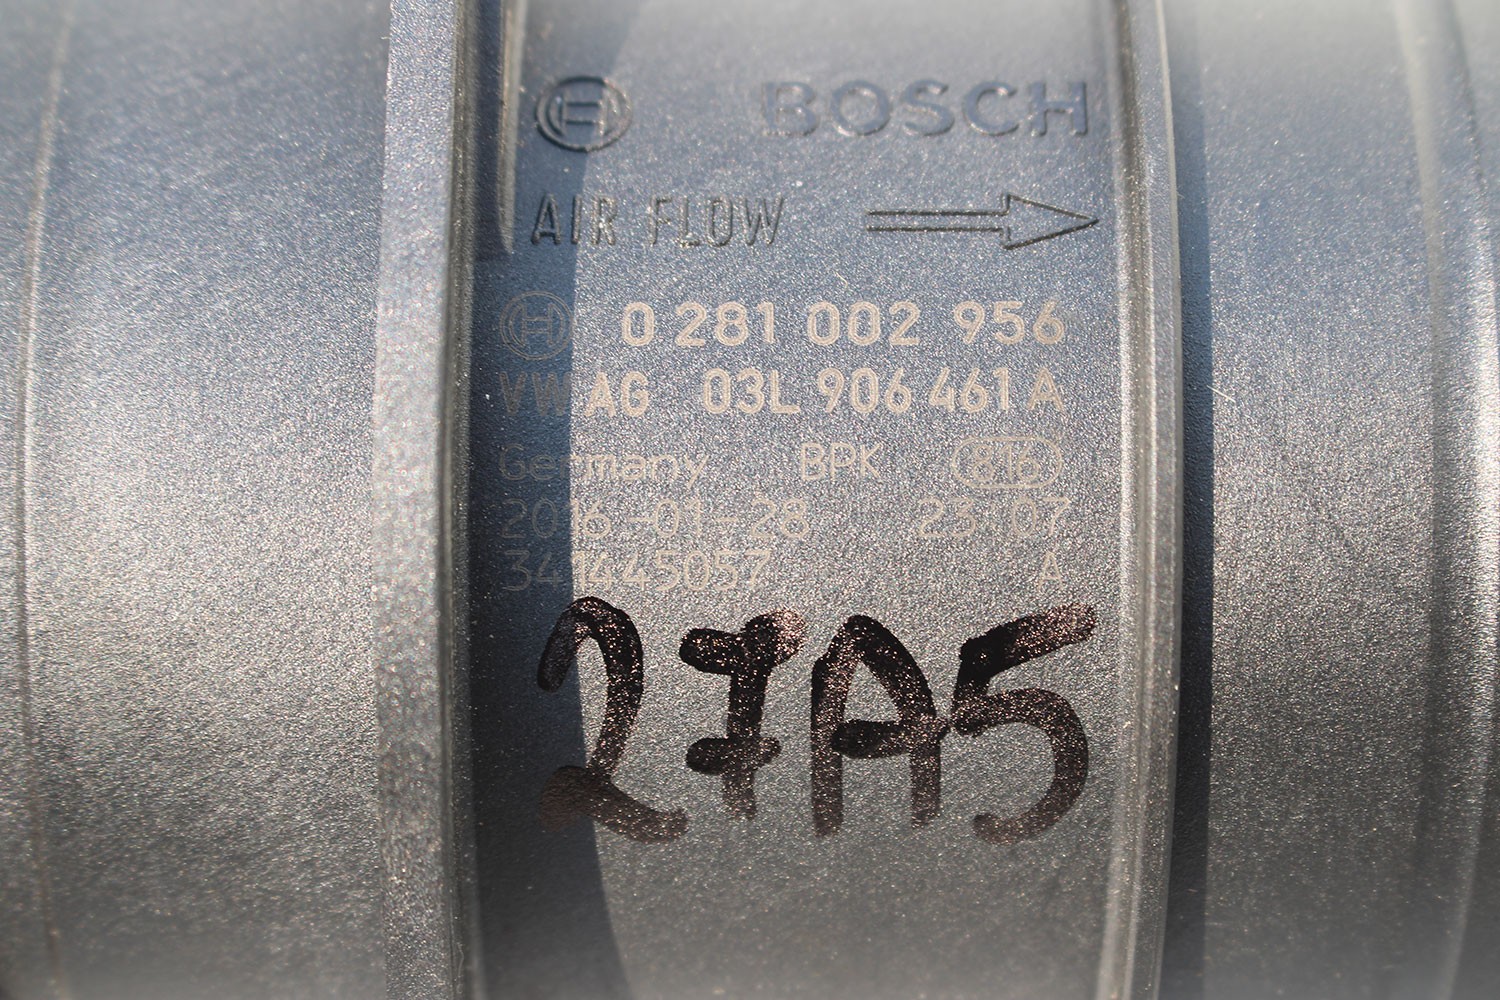 BOSCH
AIR FLOW
0 281 002 956
VW AG 03L 906 461 A
Germany BPK 816
2016-01-28 23:07
341445057 A
27A5